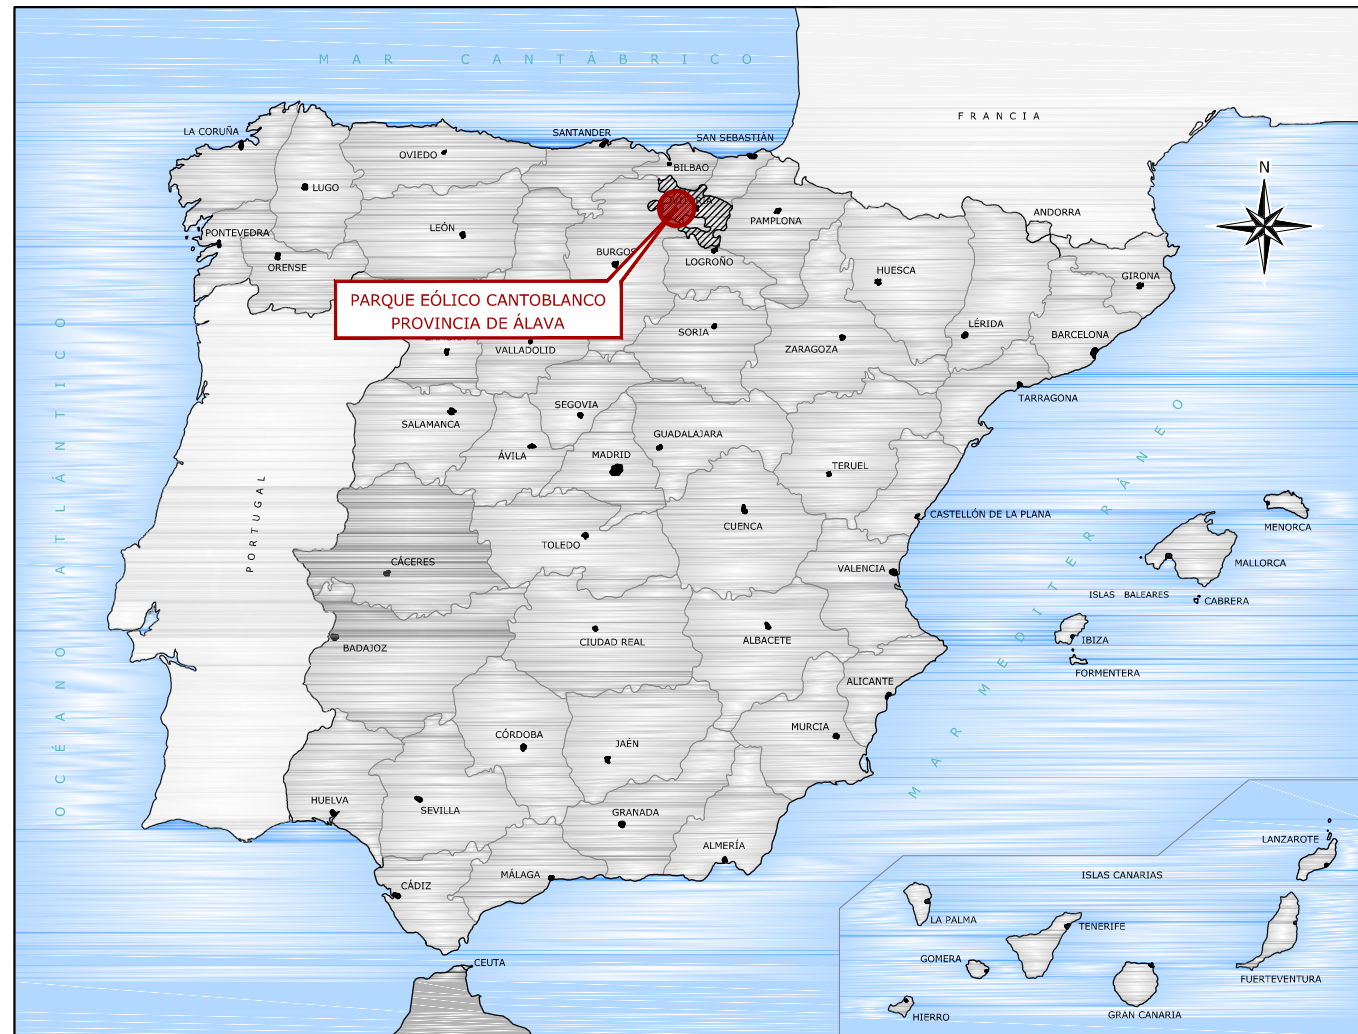 MAR CANTÁBRICO
FRANCIA
LA CORUÑA
SANTANDER
SAN SEBASTIÁN
OVIEDO
BILBAO
LUGO
ANDORRA
PAMPLONA
LEÓN
PONTEVEDRA
BURGOS
LOGROÑO
ORENSE
HUESCA
GIRONA
N
PARQUE EÓLICO CANTOBLANCO
PROVINCIA DE ÁLAVA
SORIA
LÉRIDA
BARCELONA
VALLADOLID
ZARAGOZA
TARRAGONA
SEGOVIA
SALAMANCA
GUADALAJARA
ÁVILA
MADRID
TERUEL
CASTELLÓN DE LA PLANA
CUENCA
TOLEDO
MENORCA
PORTUGAL
CÁCERES
VALENCIA
MALLORCA
ISLAS BALEARES
CABRERA
OCÉANO ATLÁNTICO
MAR MEDITERRÁNEO
BADAJOZ
CIUDAD REAL
ALBACETE
IBIZA
FORMENTERA
ALICANTE
MURCIA
CÓRDOBA
JAÉN
HUELVA
SEVILLA
GRANADA
ALMERÍA
LANZAROTE
CÁDIZ
MÁLAGA
ISLAS CANARIAS
LA PALMA
TENERIFE
CEUTA
GOMERA
FUERTEVENTURA
HIERRO
GRAN CANARIA